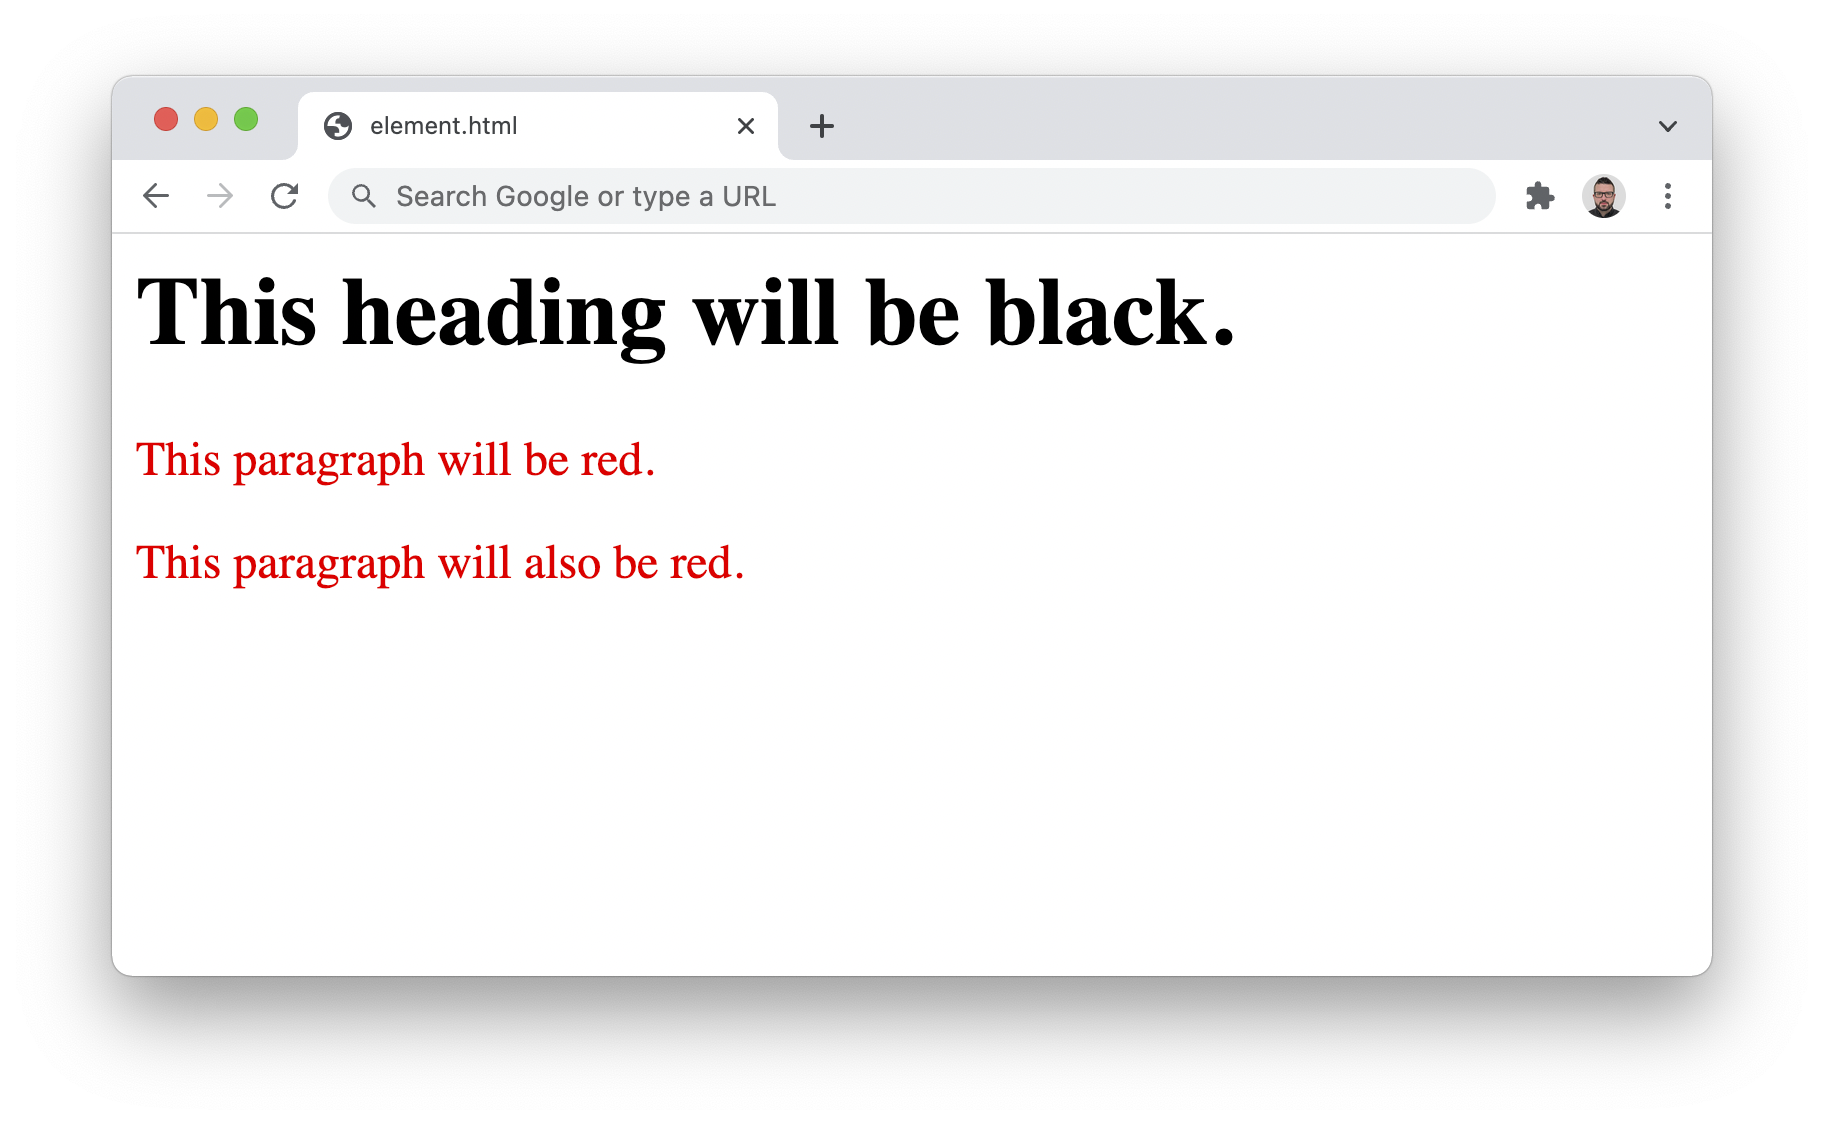 element.html
Search Google or type a URL
This heading will be black.
This paragraph will be red.
This paragraph will also be red.